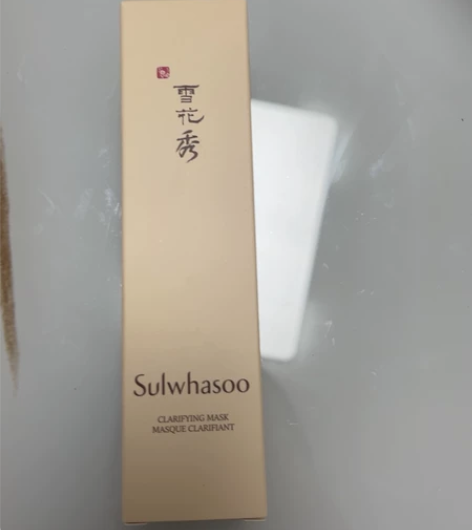 雪花秀
Sulwhasoo
CLARIFYING MASK
MASQUE CLARIFIANT